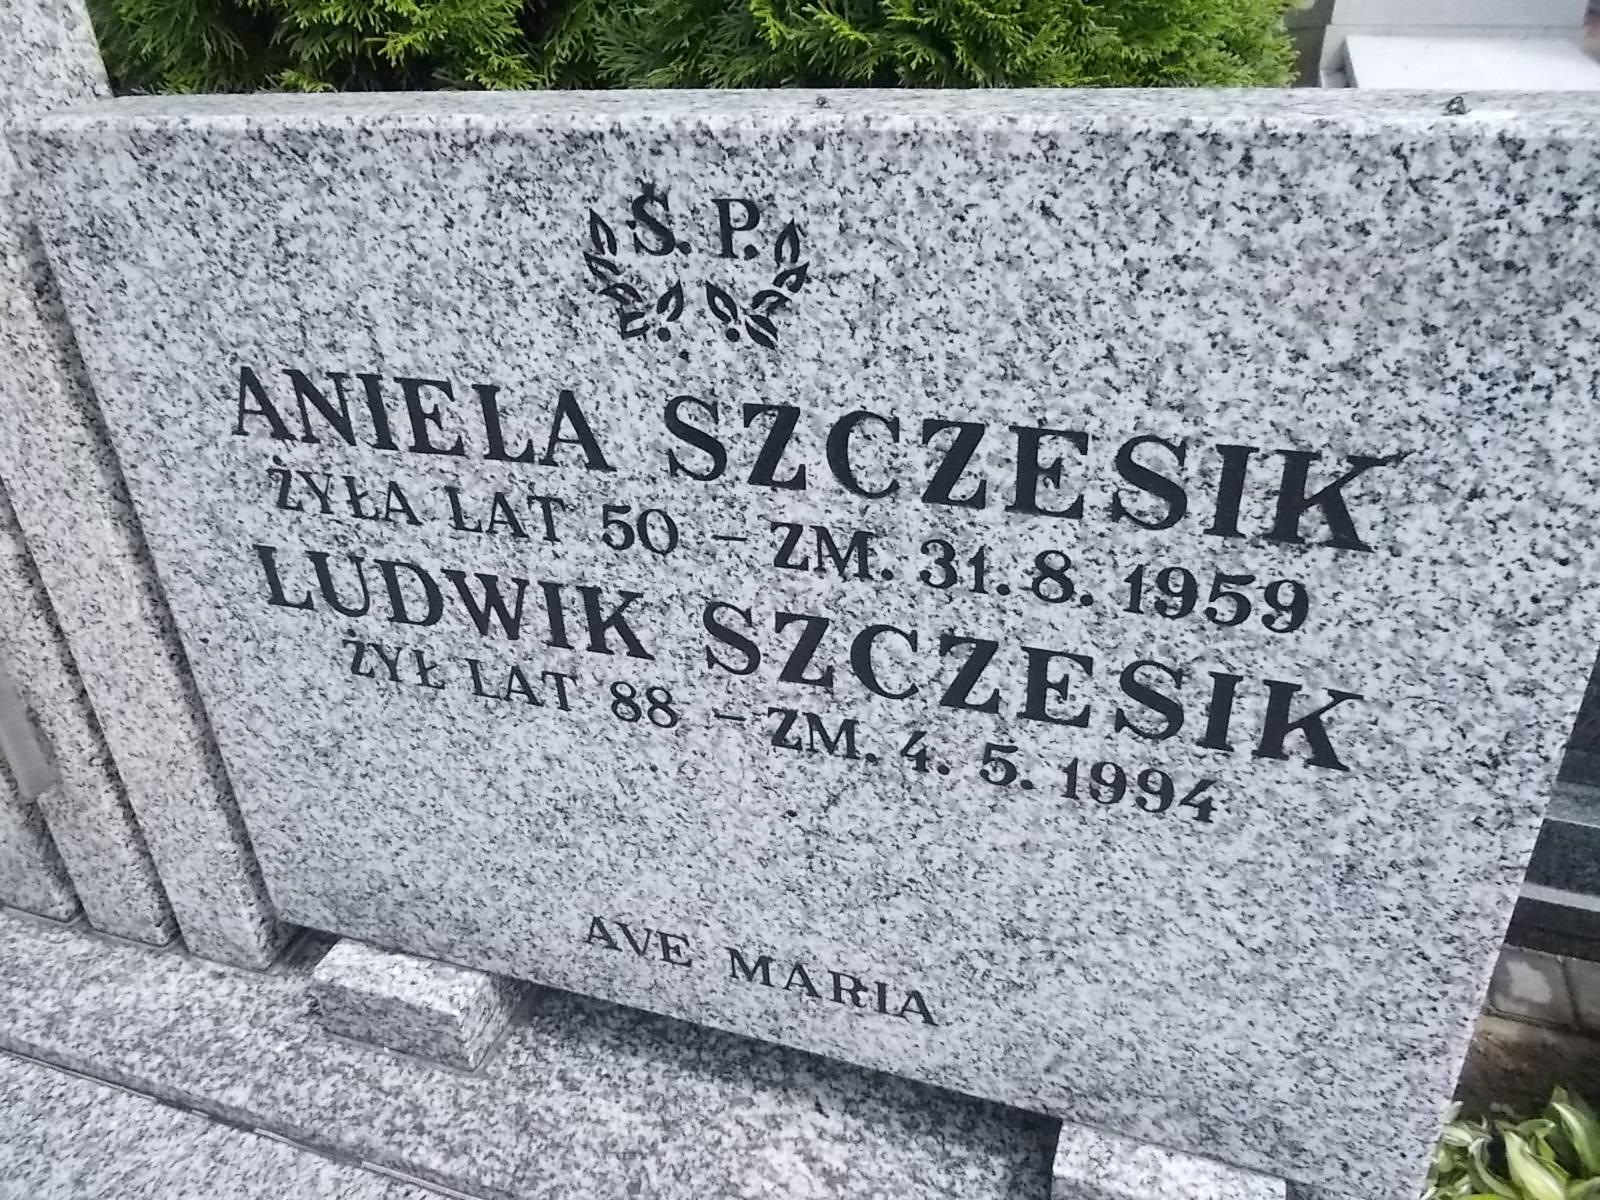 Ś. P.
ANIELA SZCZESIK
ŻYŁA LAT 50 – ZM. 31. 8. 1959
LUDWIK SZCZESIK
ŻYŁ LAT 88 – ZM. 4. 5. 1994
AVE MARIA